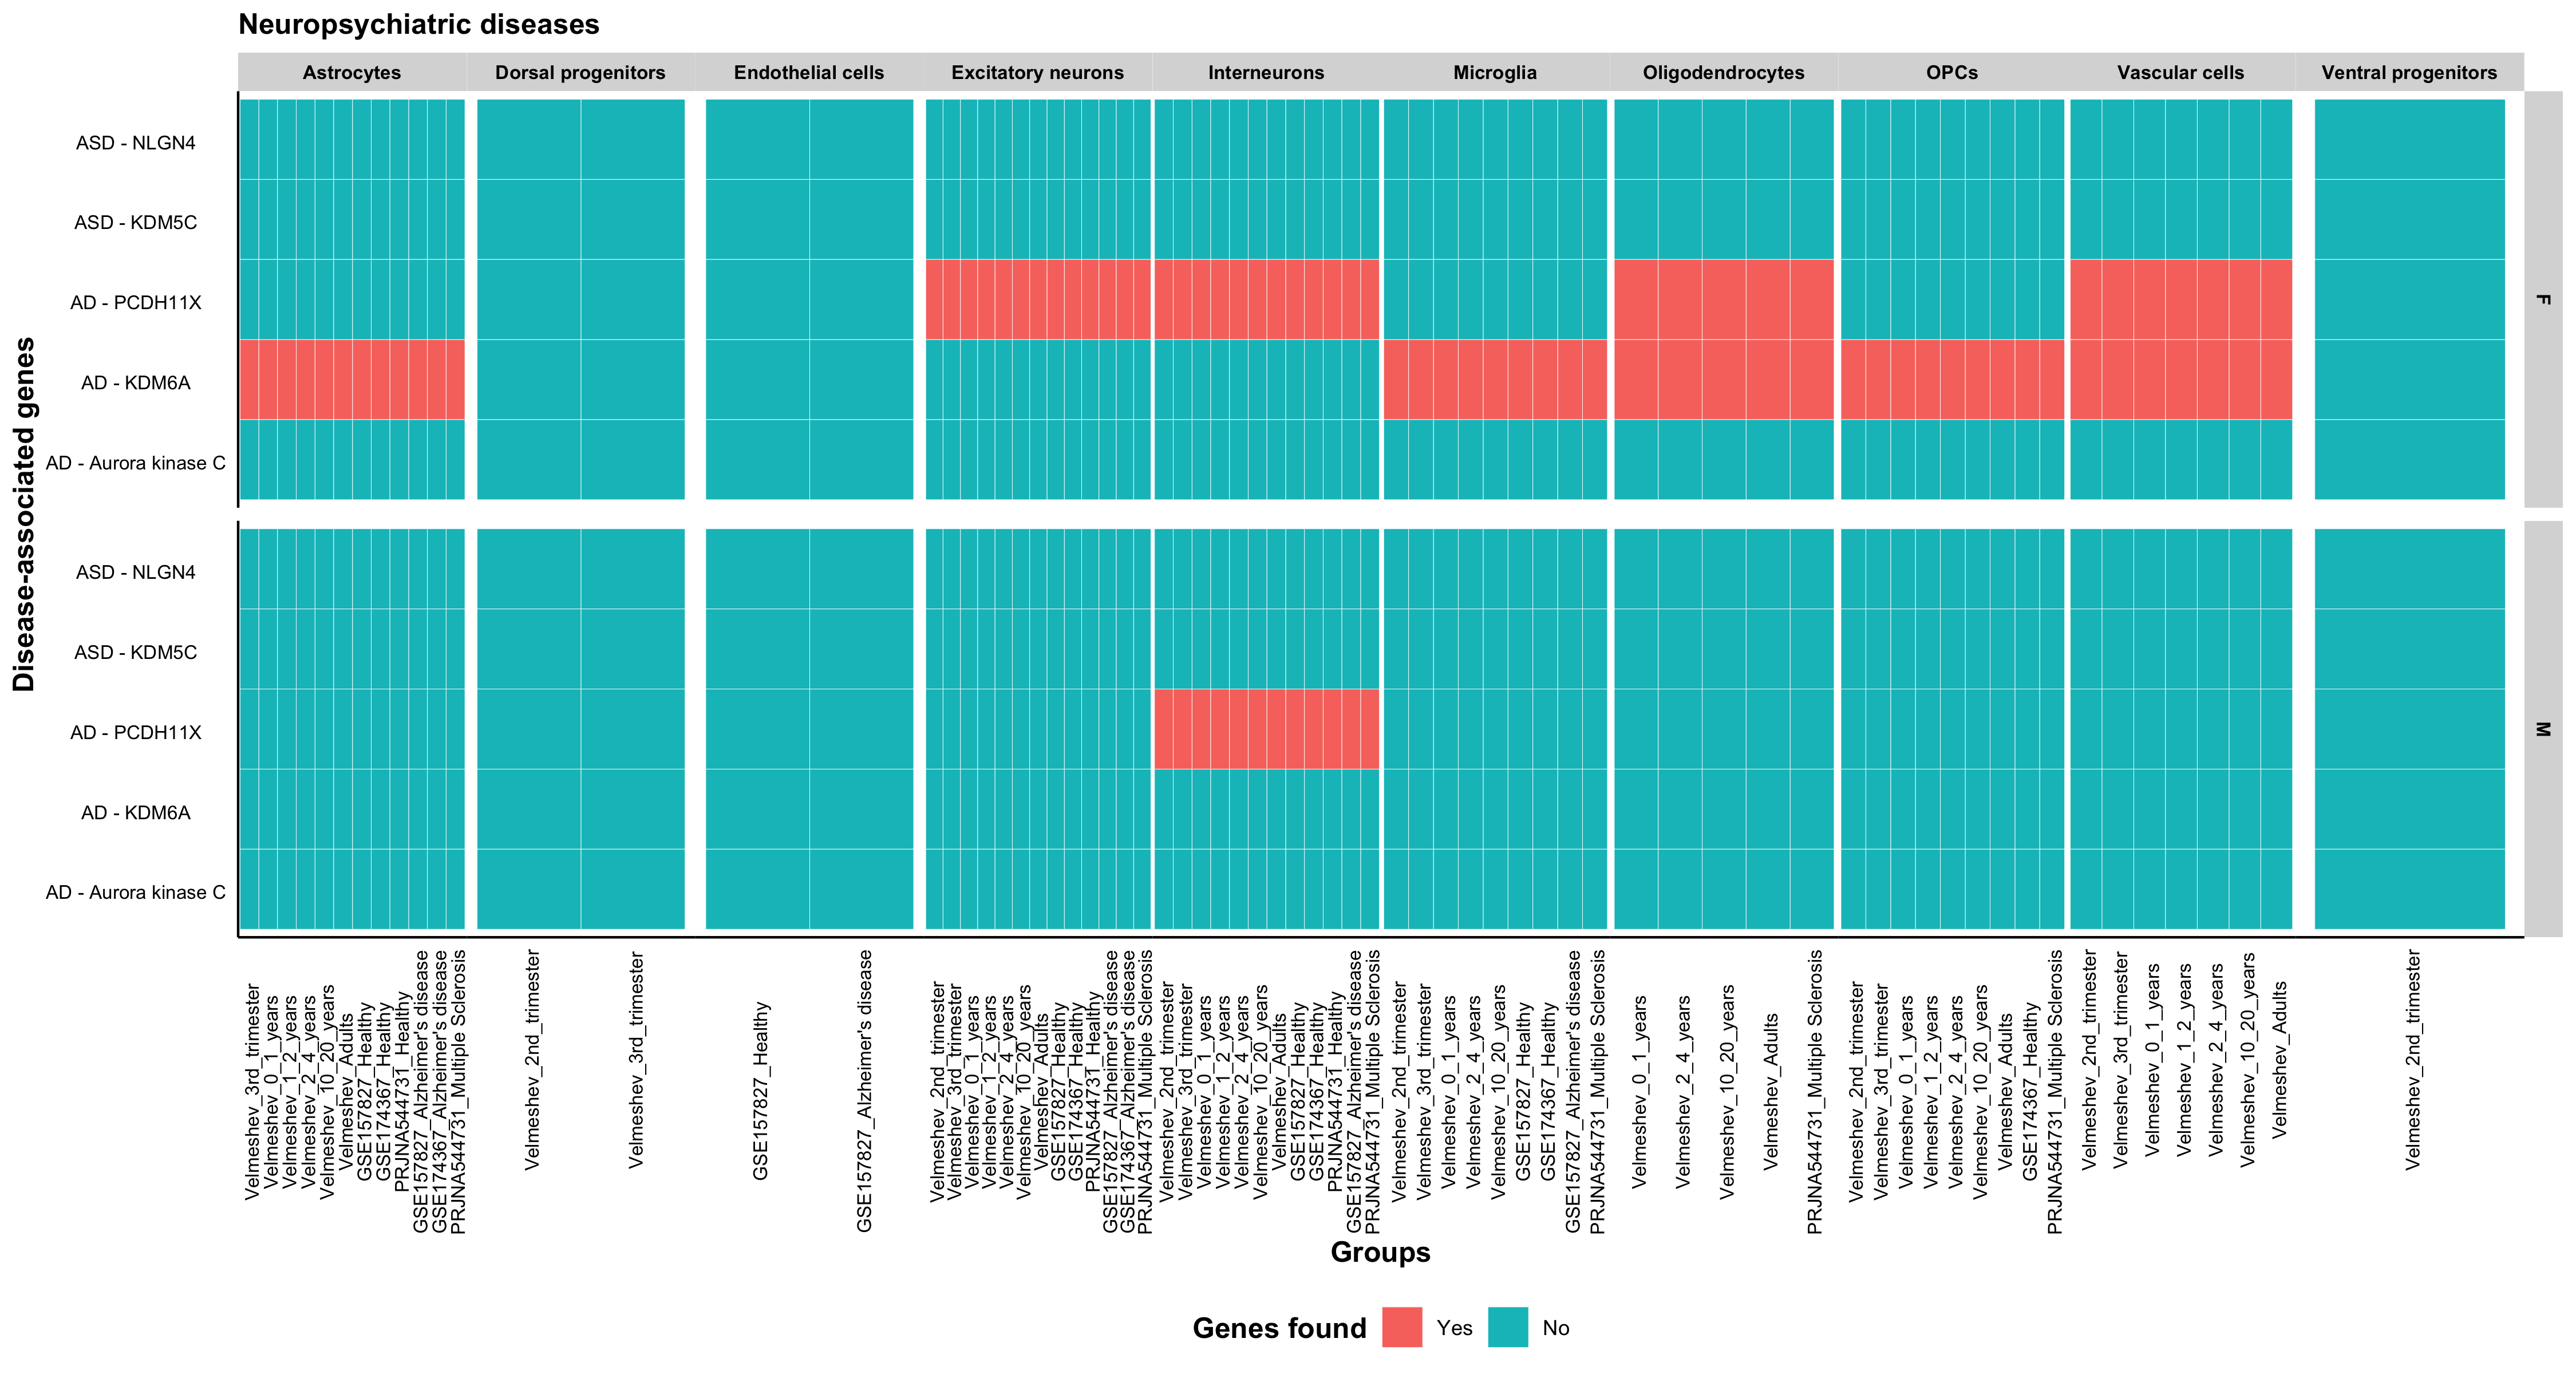 Neuropsychiatric diseases
Astrocytes
Dorsal progenitors
Endothelial cells
Excitatory neurons
Interneurons
Microglia
Oligodendrocytes
OPCs
Vascular cells
Ventral progenitors
Disease-associated genes
ASD - NLGN4
ASD - KDM5C
AD - PCDH11X
AD - KDM6A
AD - Aurora kinase C
F
ASD - NLGN4
ASD - KDM5C
AD - PCDH11X
AD - KDM6A
AD - Aurora kinase C
M
Velmeshev_3rd_trimester
Velmeshev_0_1_years
Velmeshev_1_2_years
Velmeshev_2_4_years
Velmeshev_10_20_years
Velmeshev_Adults
GSE157827_Healthy
GSE174367_Healthy
PRJNA544731_Healthy
GSE157827_Alzheimer's disease
GSE174367_Alzheimer's disease
PRJNA544731_Multiple Sclerosis
Velmeshev_2nd_trimester
Velmeshev_3rd_trimester
GSE157827_Healthy
GSE157827_Alzheimer's disease
Velmeshev_2nd_trimester
Velmeshev_3rd_trimester
Velmeshev_0_1_years
Velmeshev_1_2_years
Velmeshev_2_4_years
Velmeshev_10_20_years
Velmeshev_Adults
GSE157827_Healthy
GSE174367_Healthy
PRJNA544731_Healthy
GSE157827_Alzheimer's disease
GSE174367_Alzheimer's disease
PRJNA544731_Multiple Sclerosis
Velmeshev_2nd_trimester
Velmeshev_3rd_trimester
Velmeshev_0_1_years
Velmeshev_1_2_years
Velmeshev_2_4_years
Velmeshev_10_20_years
Velmeshev_Adults
GSE157827_Healthy
GSE174367_Healthy
PRJNA544731_Healthy
GSE157827_Alzheimer's disease
PRJNA544731_Multiple Sclerosis
Velmeshev_2nd_trimester
Velmeshev_3rd_trimester
Velmeshev_0_1_years
Velmeshev_2_4_years
Velmeshev_10_20_years
GSE157827_Healthy
GSE174367_Healthy
GSE157827_Alzheimer's disease
PRJNA544731_Multiple Sclerosis
Velmeshev_0_1_years
Velmeshev_2_4_years
Velmeshev_10_20_years
Velmeshev_Adults
PRJNA544731_Multiple Sclerosis
Velmeshev_2nd_trimester
Velmeshev_3rd_trimester
Velmeshev_0_1_years
Velmeshev_1_2_years
Velmeshev_2_4_years
Velmeshev_10_20_years
Velmeshev_Adults
GSE174367_Healthy
PRJNA544731_Multiple Sclerosis
Velmeshev_2nd_trimester
Velmeshev_3rd_trimester
Velmeshev_0_1_years
Velmeshev_1_2_years
Velmeshev_2_4_years
Velmeshev_10_20_years
Velmeshev_Adults
Velmeshev_2nd_trimester
Groups
Genes found
Yes
No